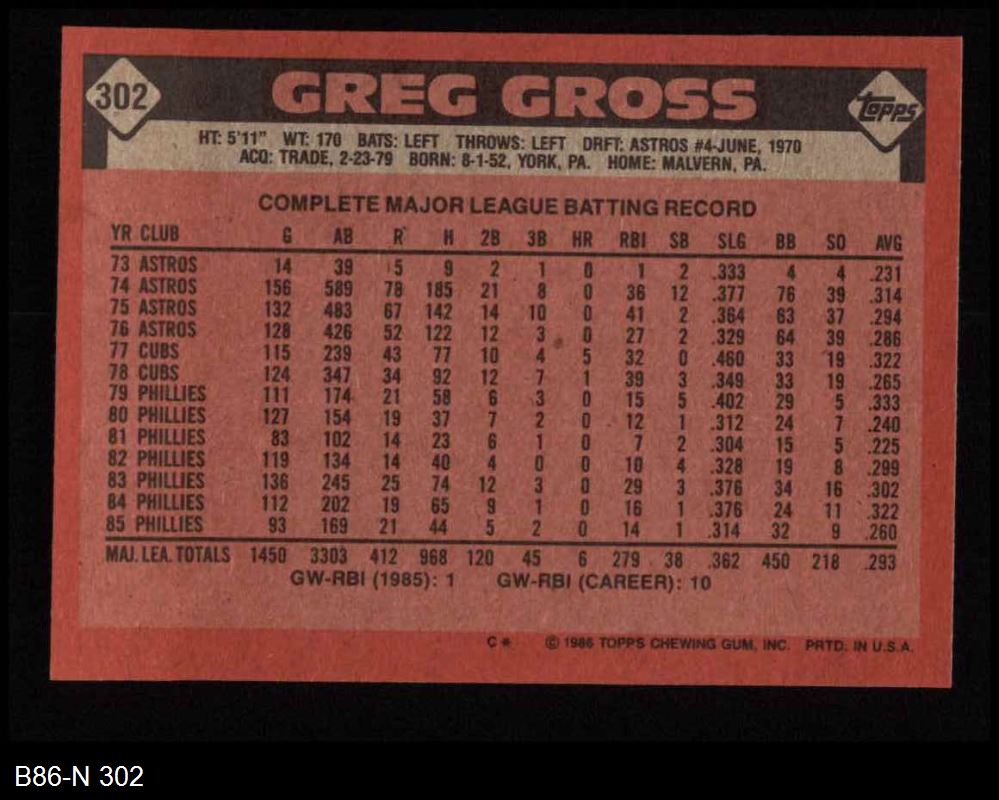 302 GREG GROSS topps
HT: 5'11" WT: 170 BATS: LEFT THROWS: LEFT DRFT: ASTROS #4-JUNE, 1970
ACQ: TRADE, 2-23-79 BORN: 8-1-52, YORK, PA. HOME: MALVERN, PA.
COMPLETE MAJOR LEAGUE BATTING RECORD
YR CLUB G AB R H 2B 3B HR RBI SB SLG BB SO AVG
73 ASTROS 14 39 5 9 2 1 0 1 2 .333 4 4 .231
74 ASTROS 156 589 78 185 21 8 0 36 12 .377 76 39 .314
75 ASTROS 132 483 67 142 14 10 0 41 2 .364 63 37 .294
76 ASTROS 128 426 52 122 12 3 0 27 2 .329 64 39 .286
77 CUBS 115 239 43 77 10 4 5 32 0 .460 33 19 .322
78 CUBS 124 347 34 92 12 7 1 39 3 .349 33 19 .265
79 PHILLIES 111 174 21 58 6 3 0 15 5 .402 29 5 .333
80 PHILLIES 127 154 19 37 7 2 0 12 1 .312 24 7 .240
81 PHILLIES 83 102 14 23 6 1 0 7 2 .304 15 5 .225
82 PHILLIES 119 134 14 40 4 0 0 10 4 .328 19 8 .299
83 PHILLIES 136 245 25 74 12 3 0 29 3 .376 34 16 .302
84 PHILLIES 112 202 19 65 9 1 0 16 1 .376 24 11 .322
85 PHILLIES 93 169 21 44 5 2 0 14 1 .314 32 9 .260
MAJ. LEA. TOTALS 1450 3303 412 968 120 45 6 279 38 .362 450 218 .293
GW-RBI (1985): 1 GW-RBI (CAREER): 10
C * © 1986 TOPPS CHEWING GUM, INC. PRTD. IN U.S.A.
B86-N 302